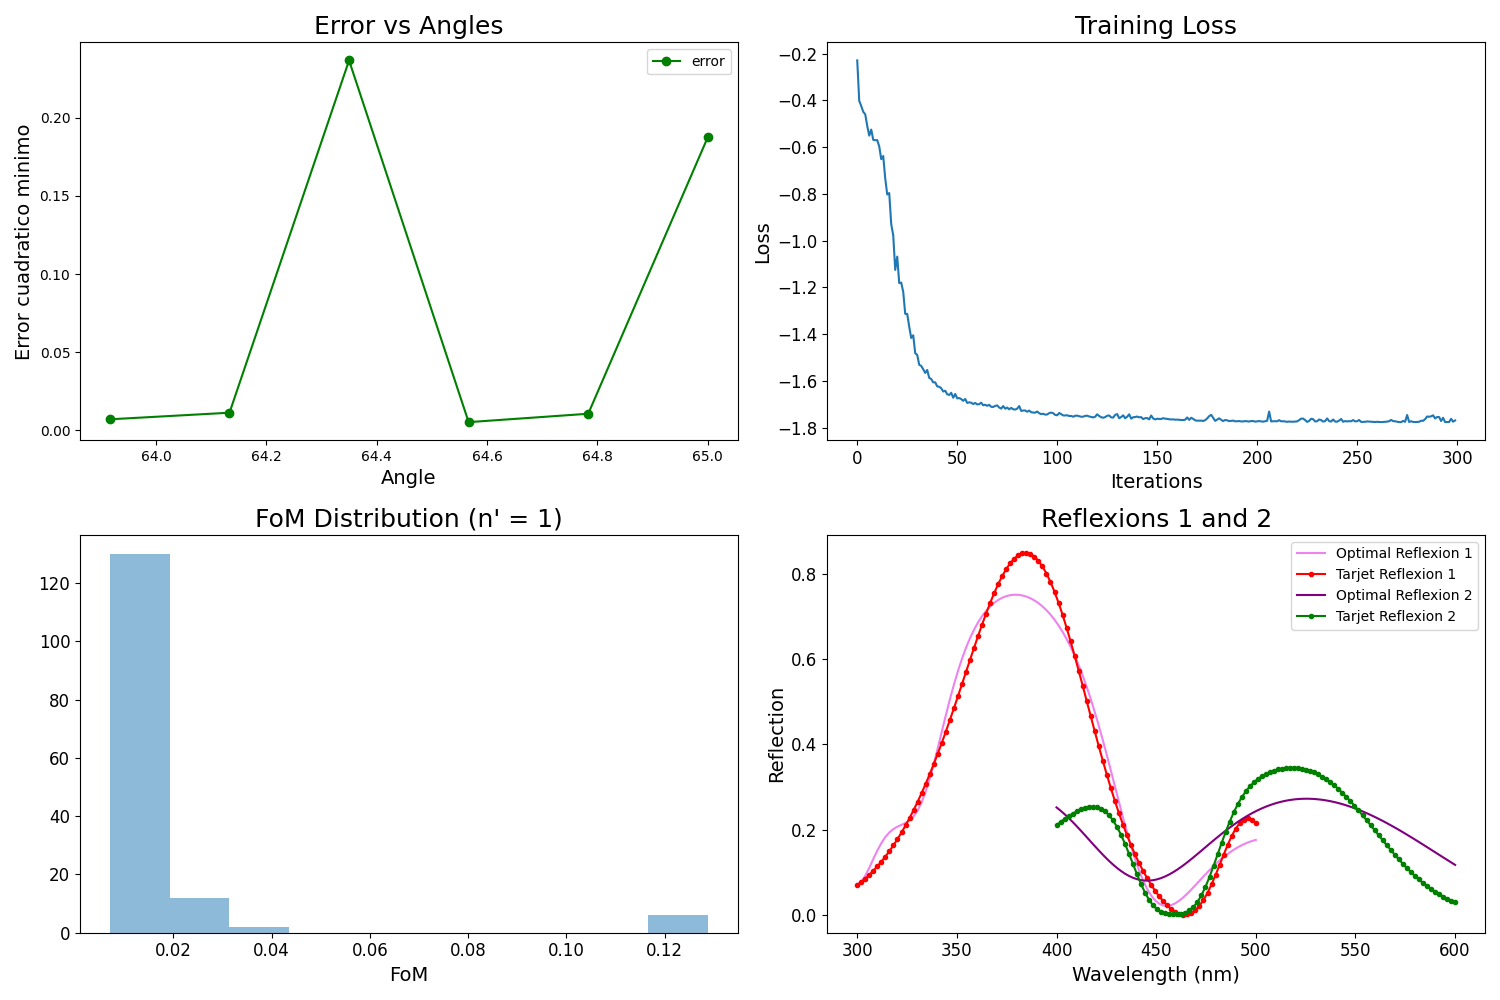 Error vs Angles
Error cuadratico minimo
0.20
0.15
0.10
0.05
0.00
error
64.0 64.2 64.4 64.6 64.8 65.0
Angle
Training Loss
Loss
−0.2
−0.4
−0.6
−0.8
−1.0
−1.2
−1.4
−1.6
−1.8
0 50 100 150 200 250 300
Iterations
FoM Distribution (n' = 1)
120
100
80
60
40
20
0
0.02 0.04 0.06 0.08 0.10 0.12
FoM
Reflexions 1 and 2
Reflection
0.8
0.6
0.4
0.2
0.0
Optimal Reflexion 1
Tarjet Reflexion 1
Optimal Reflexion 2
Tarjet Reflexion 2
300 350 400 450 500 550 600
Wavelength (nm)